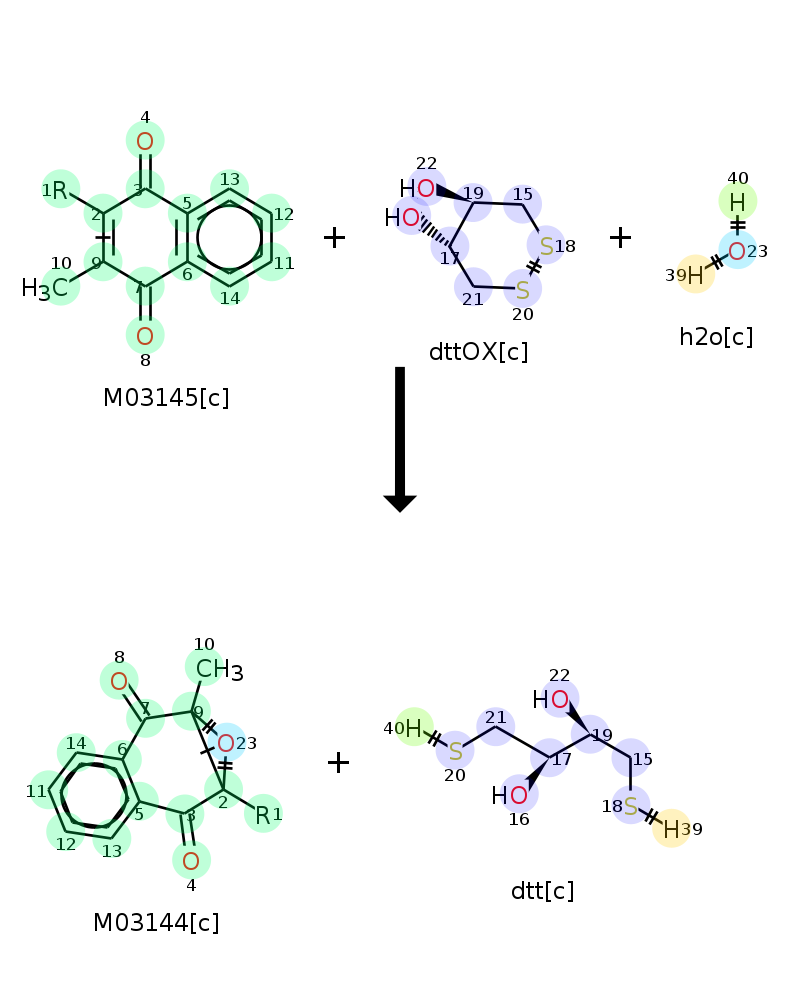 4
O
1R
2
3
5
13
12
11
14
6
7
9
10
H3C
O
8
M03145[c]
+
22
HO
HO
19
15
S18
17
21
S
20
dttOX[c]
+
40
H
O23
39H
h2o[c]
8
O
10
CH3
7
9
O23
14
6
11
5
12
13
3
2
R1
O
4
M03144[c]
+
40H
S
20
21
22
HO
19
17
HO
16
15
18S
H39
dtt[c]